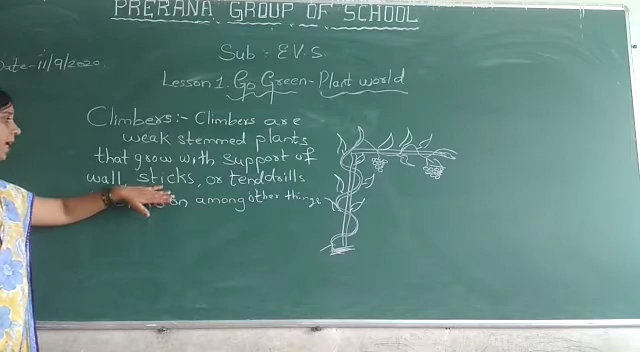 PRERANA GROUP OF SCHOOL
Date-11/9/2020.
Sub - E.V.S.
Lesson 1. Go Green - Plant world
Climbers:- Climbers are
weak stemmed plants
that grow with support of
wall, sticks, or tenddrills
on among other things